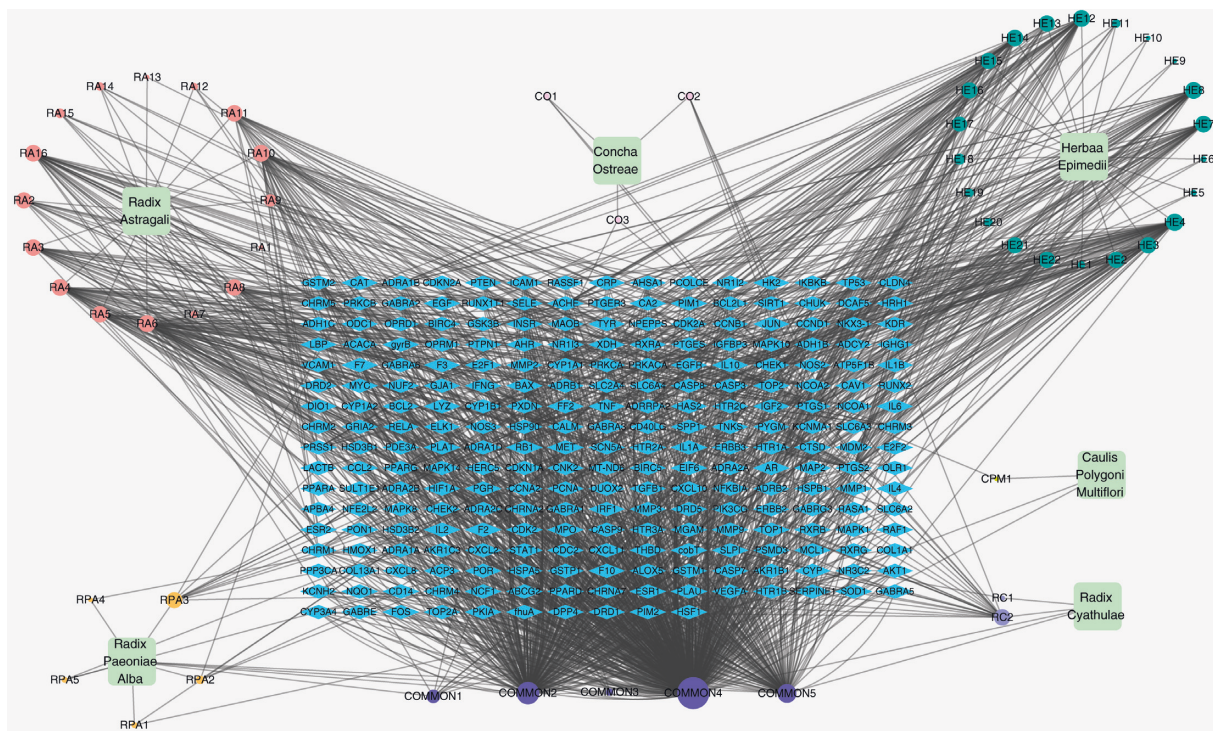 HE12
HE13 HE11
HE14 HE10
HE15 HE9
RA13
RA14 RA12
CO1 CO2 HE16 HE8
RA15 RA11
HE17 HE7
RA16 RA10
Concha
Ostreae
Herbaa
Epimedii
HE18 HE6
RA2 RA9
Radix
Astragali
HE19 HE5
CO3
HE20 HE4
RA3 RA1
HE21 HE3
HE22 HE1 HE2
RA4 RA8
RA5 RA7
RA6
GSTM2 CAT ADRA1B CDKN2A PTEN ICAM1 RASSF1 CRP AHSA1 PCOLCE NR1I2 HK2 IKBKB TP53 CLDN4
CHRM5 PRKCB GABRA2 EGF RUNX1T1 SELE ACHE PTGER3 CA2 PIM1 BCL2L1 SIRT1 CHUK DCAF5 HRH1
ADH1C ODC1 OPRD1 BIRC4 GSK3B INSR MAOB TYR NPEPPS CDK2A CCNB1 JUN CCND1 NKX3-1 KDR
LBP ACACA gyrB OPRM1 PTPN1 AHR NR1I3 XDH RXRA PTGES IGFBP3 MAPK10 ADH1B ADCY2 IGHG1
VCAM1 F7 GABRA6 F3 E2F1 MMP2 CYP1A1 PRKCA PRKACA EGFR IL10 CHEK1 NOS2 ATP5F1B IL1B
DRD2 MYC NUF2 GJA1 IFNG BAX ADRB1 SLC2A4 SLC6A4 CASP8 CASP3 TOP2 NCOA2 CAV1 RUNX2
DIO1 CYP1A2 BCL2 LYZ CYP1B1 PXDN FF2 TNF ADRRPA2 HAS2 HTR2C IGF2 PTGS1 NCOA1 IL6
CHRM2 GRIA2 RELA ELK1 NOS3 HSP90 CALM GABRA3 CD40LG SPP1 TNKS PYGM KCNMA1 SLC6A3 CHRM3
PRSS1 HSD3B1 PDE3A PLAT ADRA1D RB1 MET SCN5A HTR2A IL1A ERBB3 HTR1A CTSD MDM2 E2F2
LACTB CCL2 PPARG MAPK14 HERC5 CDKN1A CNK2 MT-ND6 BIRC5 EIF6 ADRA2A AR MAP2 PTGS2 OLR1
PPARA SULT1E1 ADRA2B HIF1A PGR CCNA2 PCNA DUOX2 TGFB1 CXCL10 NFKBIA ADRB2 HSPB1 MMP1 IL4
APBA4 NFE2L2 MAPK8 CHEK2 ADRA2C CHRNA2 GABRA1 IRF1 MMP3 DRD5 PIK3CG ERBB2 GABRG3 RASA1 SLC6A2
ESR2 PON1 HSD3B2 IL2 F2 CDK2 MPO CASP9 HTR3A MGAM MMP9 TOP1 RXRB MAPK1 RAF1
CHRM1 HMOX1 ADRA1A AKR1C3 CXCL2 STAT1 CDC2 CXCL11 THBD cobT SLPI PSMD3 MCL1 RXRG COL1A1
PPP3CA COL13A1 CXCL8 ACP3 POR HSPA5 GSTP1 F10 ALOX5 GSTM1 CASP7 AKR1B1 CYP NR3C2 AKT1
KCNH2 NQO1 CD14 CHRM4 NCF1 ABCG2 PPARD CHRNA7 ESR1 PLAU VEGFA HTR1B SERPINE1 SOD1 GABRA5
CYP3A4 GABRE FOS TOP2A PKIA fhuA DPP4 DRD1 PIM2 HSF1
CPM1
Caulis
Polygoni
Multiflori
RC1
RC2
Radix
Cyathulae
RPA4 RPA3
Radix
Paeoniae
Alba
RPA5 RPA2
RPA1
COMMON1 COMMON2 COMMON3 COMMON4 COMMON5